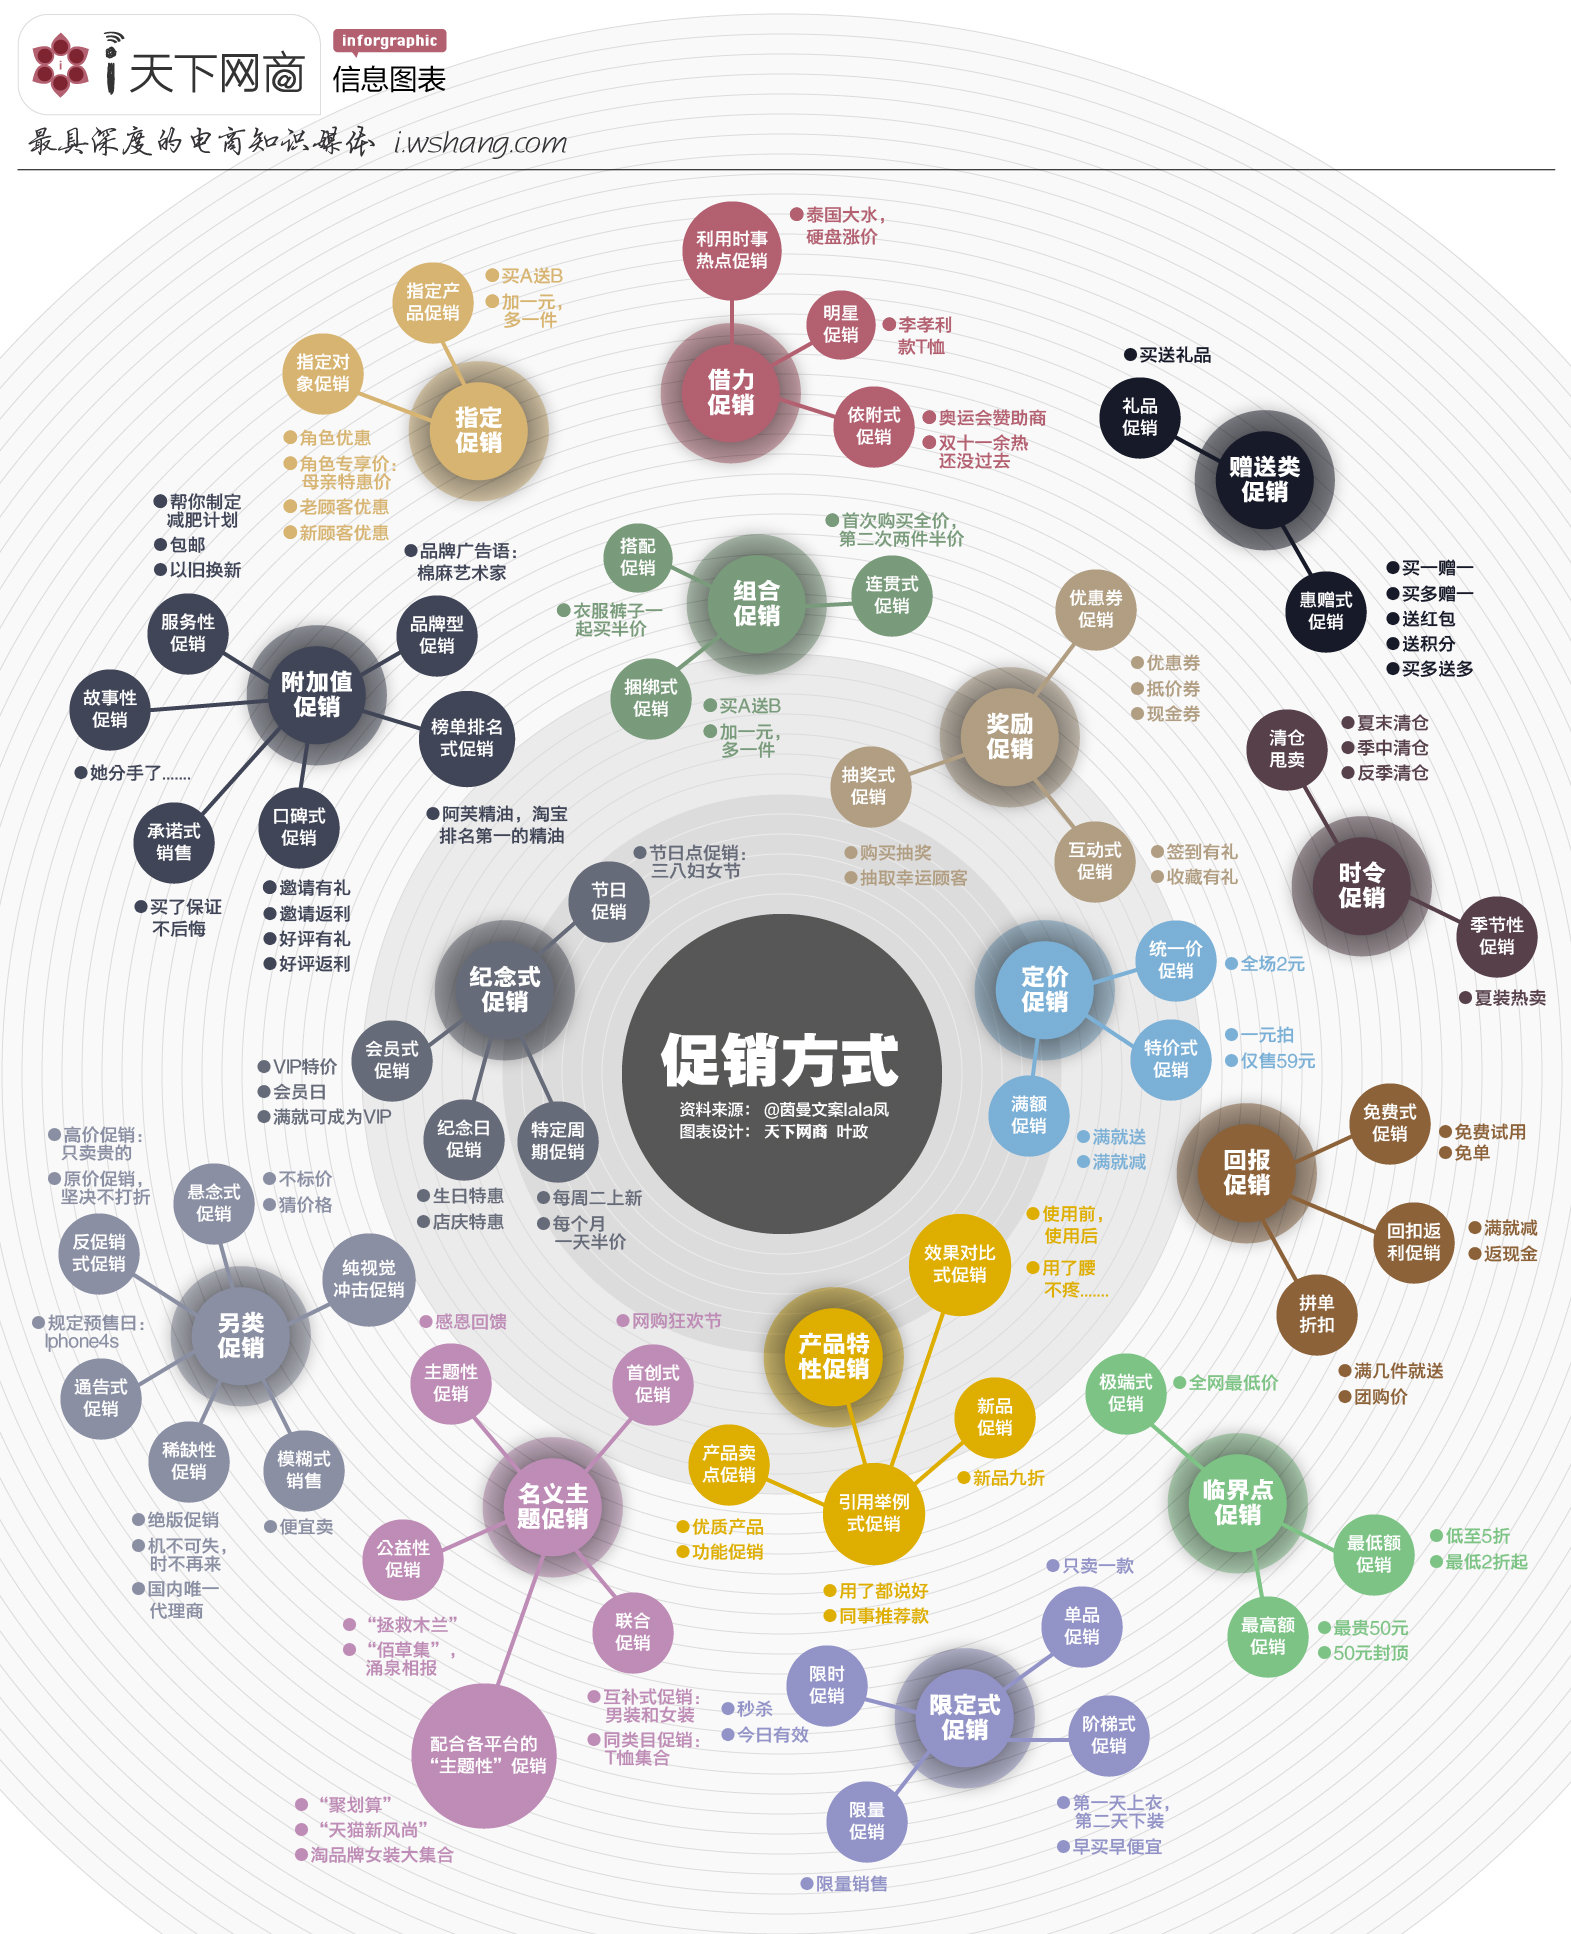 天下网商
inforgraphic
信息图表
最具深度的电商知识媒体 i.wshang.com
利用时事
热点促销
泰国大水，
硬盘涨价
明星
促销
李孝利
款T恤
借力
促销
依附式
促销
奥运会赞助商
双十一余热
还没过去
指定产
品促销
买A送B
加一元，
多一件
指定对
象促销
指定
促销
角色优惠
角色专享价：
母亲特惠价
老顾客优惠
新顾客优惠
买送礼品
礼品
促销
赠送类
促销
惠赠式
促销
买一赠一
买多赠一
送红包
送积分
买多送多
帮你制定
减肥计划
包邮
以旧换新
服务性
促销
品牌广告语：
棉麻艺术家
品牌型
促销
附加值
促销
故事性
促销
她分手了.......
榜单排名
式促销
阿芙精油，淘宝
排名第一的精油
承诺式
销售
买了保证
不后悔
口碑式
促销
邀请有礼
邀请返利
好评有礼
好评返利
搭配
促销
衣服裤子一
起买半价
组合
促销
首次购买全价，
第二次两件半价
连贯式
促销
捆绑式
促销
买A送B
加一元，
多一件
优惠券
促销
优惠券
抵价券
现金券
奖励
促销
抽奖式
促销
购买抽奖
抽取幸运顾客
互动式
促销
签到有礼
收藏有礼
清仓
甩卖
夏末清仓
季中清仓
反季清仓
时令
促销
季节性
促销
夏装热卖
节日点促销：
三八妇女节
节日
促销
纪念式
促销
会员式
促销
VIP特价
会员日
满就可成为VIP
纪念日
促销
生日特惠
店庆特惠
特定周
期促销
每周二上新
每个月
一天半价
促销方式
资料来源： @茵曼文案lala凤
图表设计： 天下网商 叶政
定价
促销
统一价
促销
全场2元
特价式
促销
一元拍
仅售59元
满额
促销
满就送
满就减
回报
促销
免费式
促销
免费试用
免单
回扣返
利促销
满就减
返现金
拼单
折扣
满几件就送
团购价
高价促销：
只卖贵的
原价促销，
坚决不打折
反促销
式促销
悬念式
促销
不标价
猜价格
纯视觉
冲击促销
另类
促销
规定预售日：
Iphone4s
通告式
促销
稀缺性
促销
绝版促销
机不可失，
时不再来
国内唯一
代理商
模糊式
销售
便宜卖
感恩回馈
主题性
促销
网购狂欢节
首创式
促销
名义主
题促销
公益性
促销
“拯救木兰”
“佰草集”，
涌泉相报
联合
促销
互补式促销：
男装和女装
同类目促销：
T恤集合
配合各平台的
“主题性”促销
“聚划算”
“天猫新风尚”
淘品牌女装大集合
效果对比
式促销
使用前，
使用后
用了腰
不疼.......
产品特
性促销
产品卖
点促销
优质产品
功能促销
新品
促销
新品九折
引用举例
式促销
用了都说好
同事推荐款
极端式
促销
全网最低价
临界点
促销
最低额
促销
低至5折
最低2折起
最高额
促销
最贵50元
50元封顶
只卖一款
单品
促销
限时
促销
秒杀
今日有效
限定式
促销
阶梯式
促销
第一天上衣，
第二天下装
早买早便宜
限量
促销
限量销售